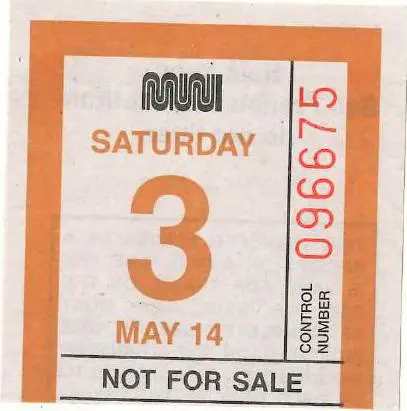 MUNI
SATURDAY
3
MAY 14
CONTROL
NUMBER
096675
NOT FOR SALE